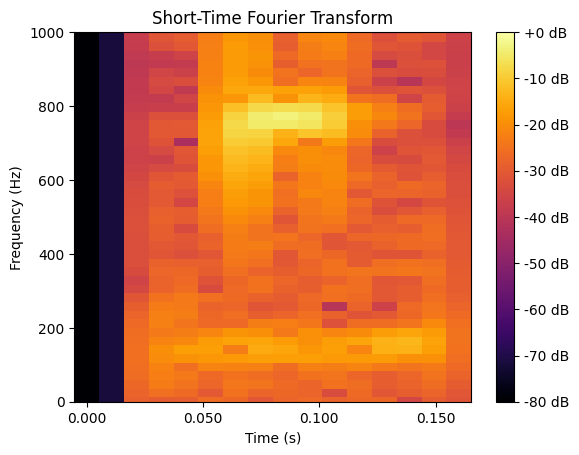 Short-Time Fourier Transform
Frequency (Hz)
1000
800
600
400
200
0
0.000
0.050
0.100
0.150
Time (s)
+0 dB
-10 dB
-20 dB
-30 dB
-40 dB
-50 dB
-60 dB
-70 dB
-80 dB